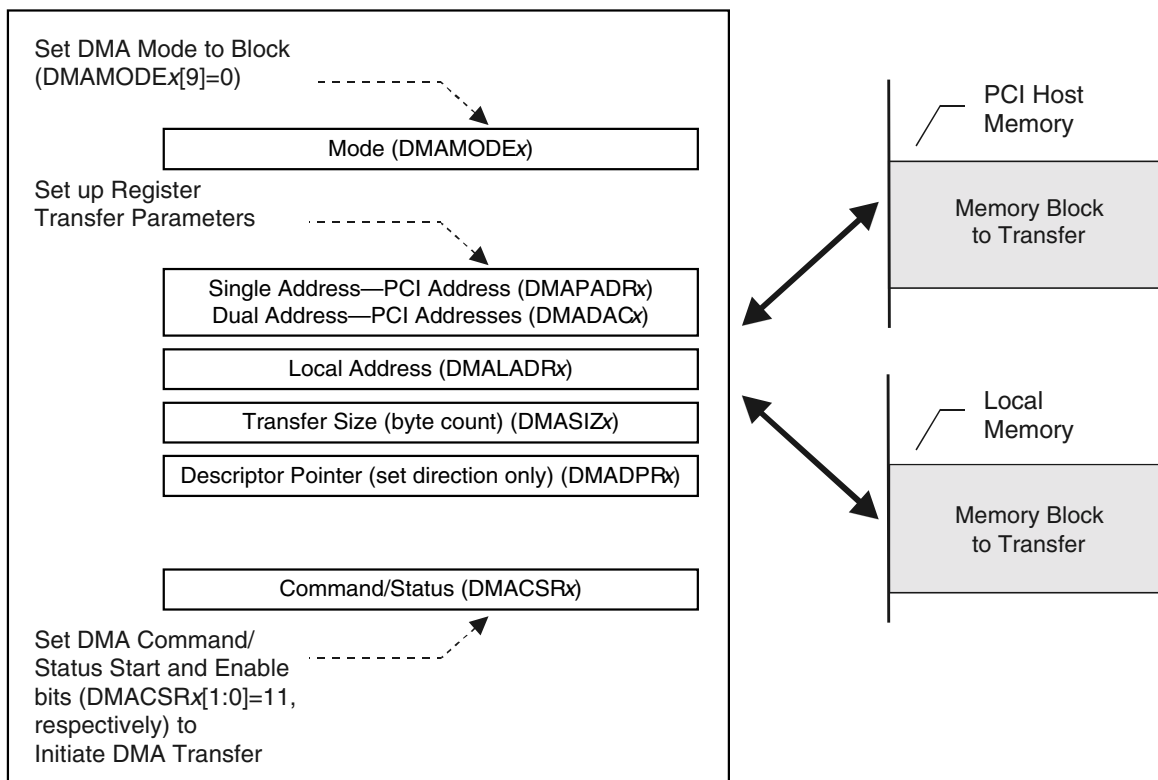 Set DMA Mode to Block
(DMAMODEx[9]=0)
Mode (DMAMODEx)
Set up Register
Transfer Parameters
Single Address—PCI Address (DMAPADRx)
Dual Address—PCI Addresses (DMADACx)
Local Address (DMALADRx)
Transfer Size (byte count) (DMASIZx)
Descriptor Pointer (set direction only) (DMADPRx)
Command/Status (DMACSRx)
Set DMA Command/
Status Start and Enable
bits (DMACSRx[1:0]=11,
respectively) to
Initiate DMA Transfer
PCI Host
Memory
Memory Block
to Transfer
Local
Memory
Memory Block
to Transfer